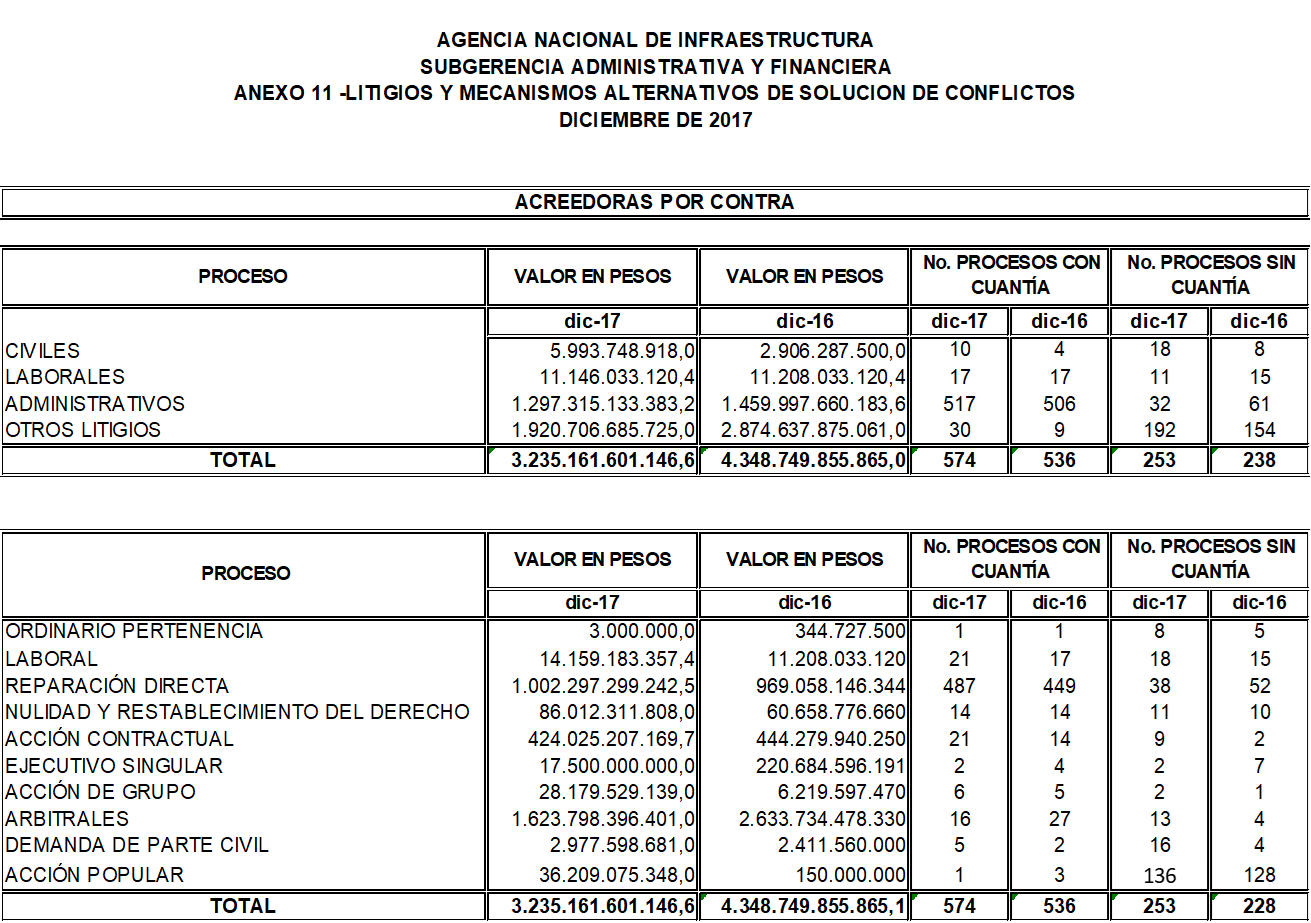 AGENCIA NACIONAL DE INFRAESTRUCTURA
SUBGERENCIA ADMINISTRATIVA Y FINANCIERA
ANEXO 11 -LITIGIOS Y MECANISMOS ALTERNATIVOS DE SOLUCION DE CONFLICTOS
DICIEMBRE DE 2017
ACREEDORAS POR CONTRA
PROCESO VALOR EN PESOS VALOR EN PESOS No. PROCESOS CON CUANTÍA No. PROCESOS SIN CUANTÍA
dic-17 dic-16 dic-17 dic-16 dic-17 dic-16
CIVILES 5.993.748.918,0 2.906.287.500,0 10 4 18 8
LABORALES 11.146.033.120,4 11.208.033.120,4 17 17 11 15
ADMINISTRATIVOS 1.297.315.133.383,2 1.459.997.660.183,6 517 506 32 61
OTROS LITIGIOS 1.920.706.685.725,0 2.874.637.875.061,0 30 9 192 154
TOTAL 3.235.161.601.146,6 4.348.749.855.865,0 574 536 253 238
PROCESO VALOR EN PESOS VALOR EN PESOS No. PROCESOS CON CUANTÍA No. PROCESOS SIN CUANTÍA
dic-17 dic-16 dic-17 dic-16 dic-17 dic-16
ORDINARIO PERTENENCIA 3.000.000,0 344.727.500 1 1 8 5
LABORAL 14.159.183.357,4 11.208.033.120 21 17 18 15
REPARACIÓN DIRECTA 1.002.297.299.242,5 969.058.146.344 487 449 38 52
NULIDAD Y RESTABLECIMIENTO DEL DERECHO 86.012.311.808,0 60.658.776.660 14 14 11 10
ACCIÓN CONTRACTUAL 424.025.207.169,7 444.279.940.250 21 14 9 2
EJECUTIVO SINGULAR 17.500.000.000,0 220.684.596.191 2 4 2 7
ACCIÓN DE GRUPO 28.179.529.139,0 6.219.597.470 6 5 2 1
ARBITRALES 1.623.798.396.401,0 2.633.734.478.330 16 27 13 4
DEMANDA DE PARTE CIVIL 2.977.598.681,0 2.411.560.000 5 2 16 4
ACCIÓN POPULAR 36.209.075.348,0 150.000.000 1 3 136 128
TOTAL 3.235.161.601.146,6 4.348.749.855.865,1 574 536 253 228